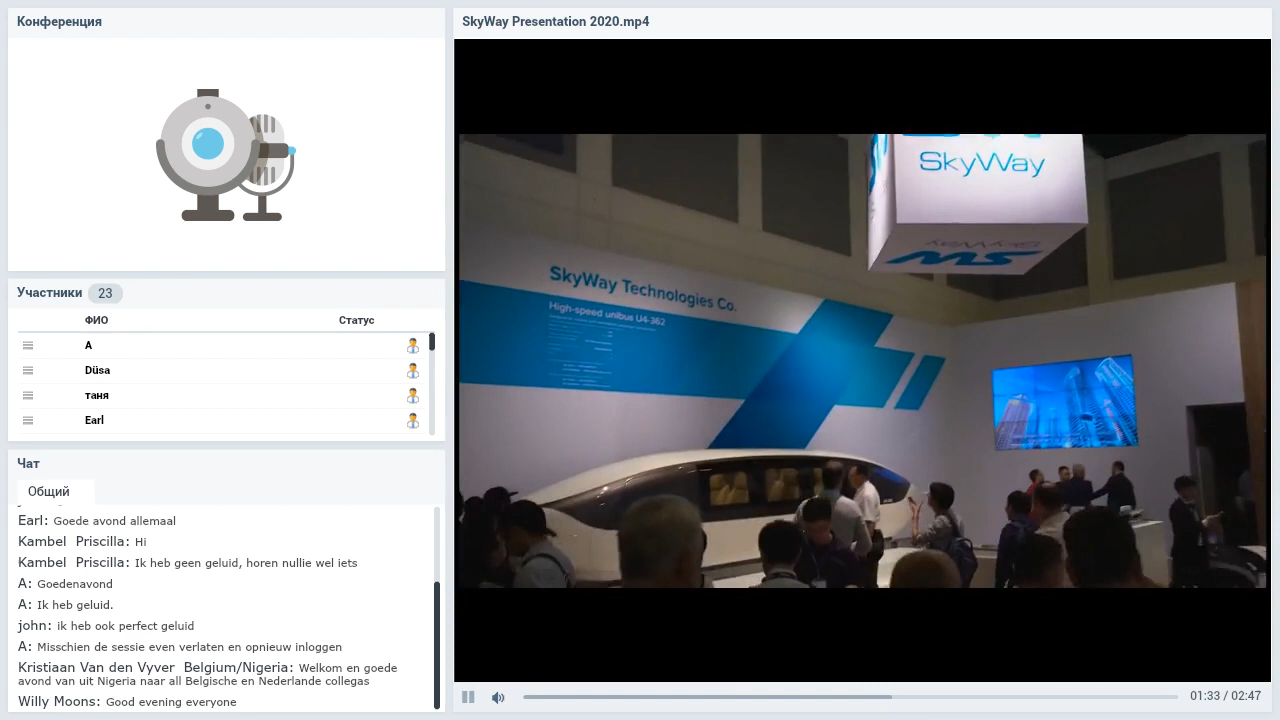 Конференция
SkyWay Presentation 2020.mp4
SkyWay
SkyWay Technologies Co.
High-speed unibus U4-362
Участники 23
ФИО Статус
A
Düsa
таня
Earl
Чат
Общий
Earl: Goede avond allemaal
Kambel Priscilla: Hi
Kambel Priscilla: Ik heb geen geluid, horen nullie wel iets
A: Goedenavond
A: Ik heb geluid.
john: ik heb ook perfect geluid
A: Misschien de sessie even verlaten en opnieuw inloggen
Kristiaan Van den Vyver Belgium/Nigeria: Welkom en goede
avond van uit Nigeria naar all Belgische en Nederlande collegas
Willy Moons: Good evening everyone
01:33 / 02:47